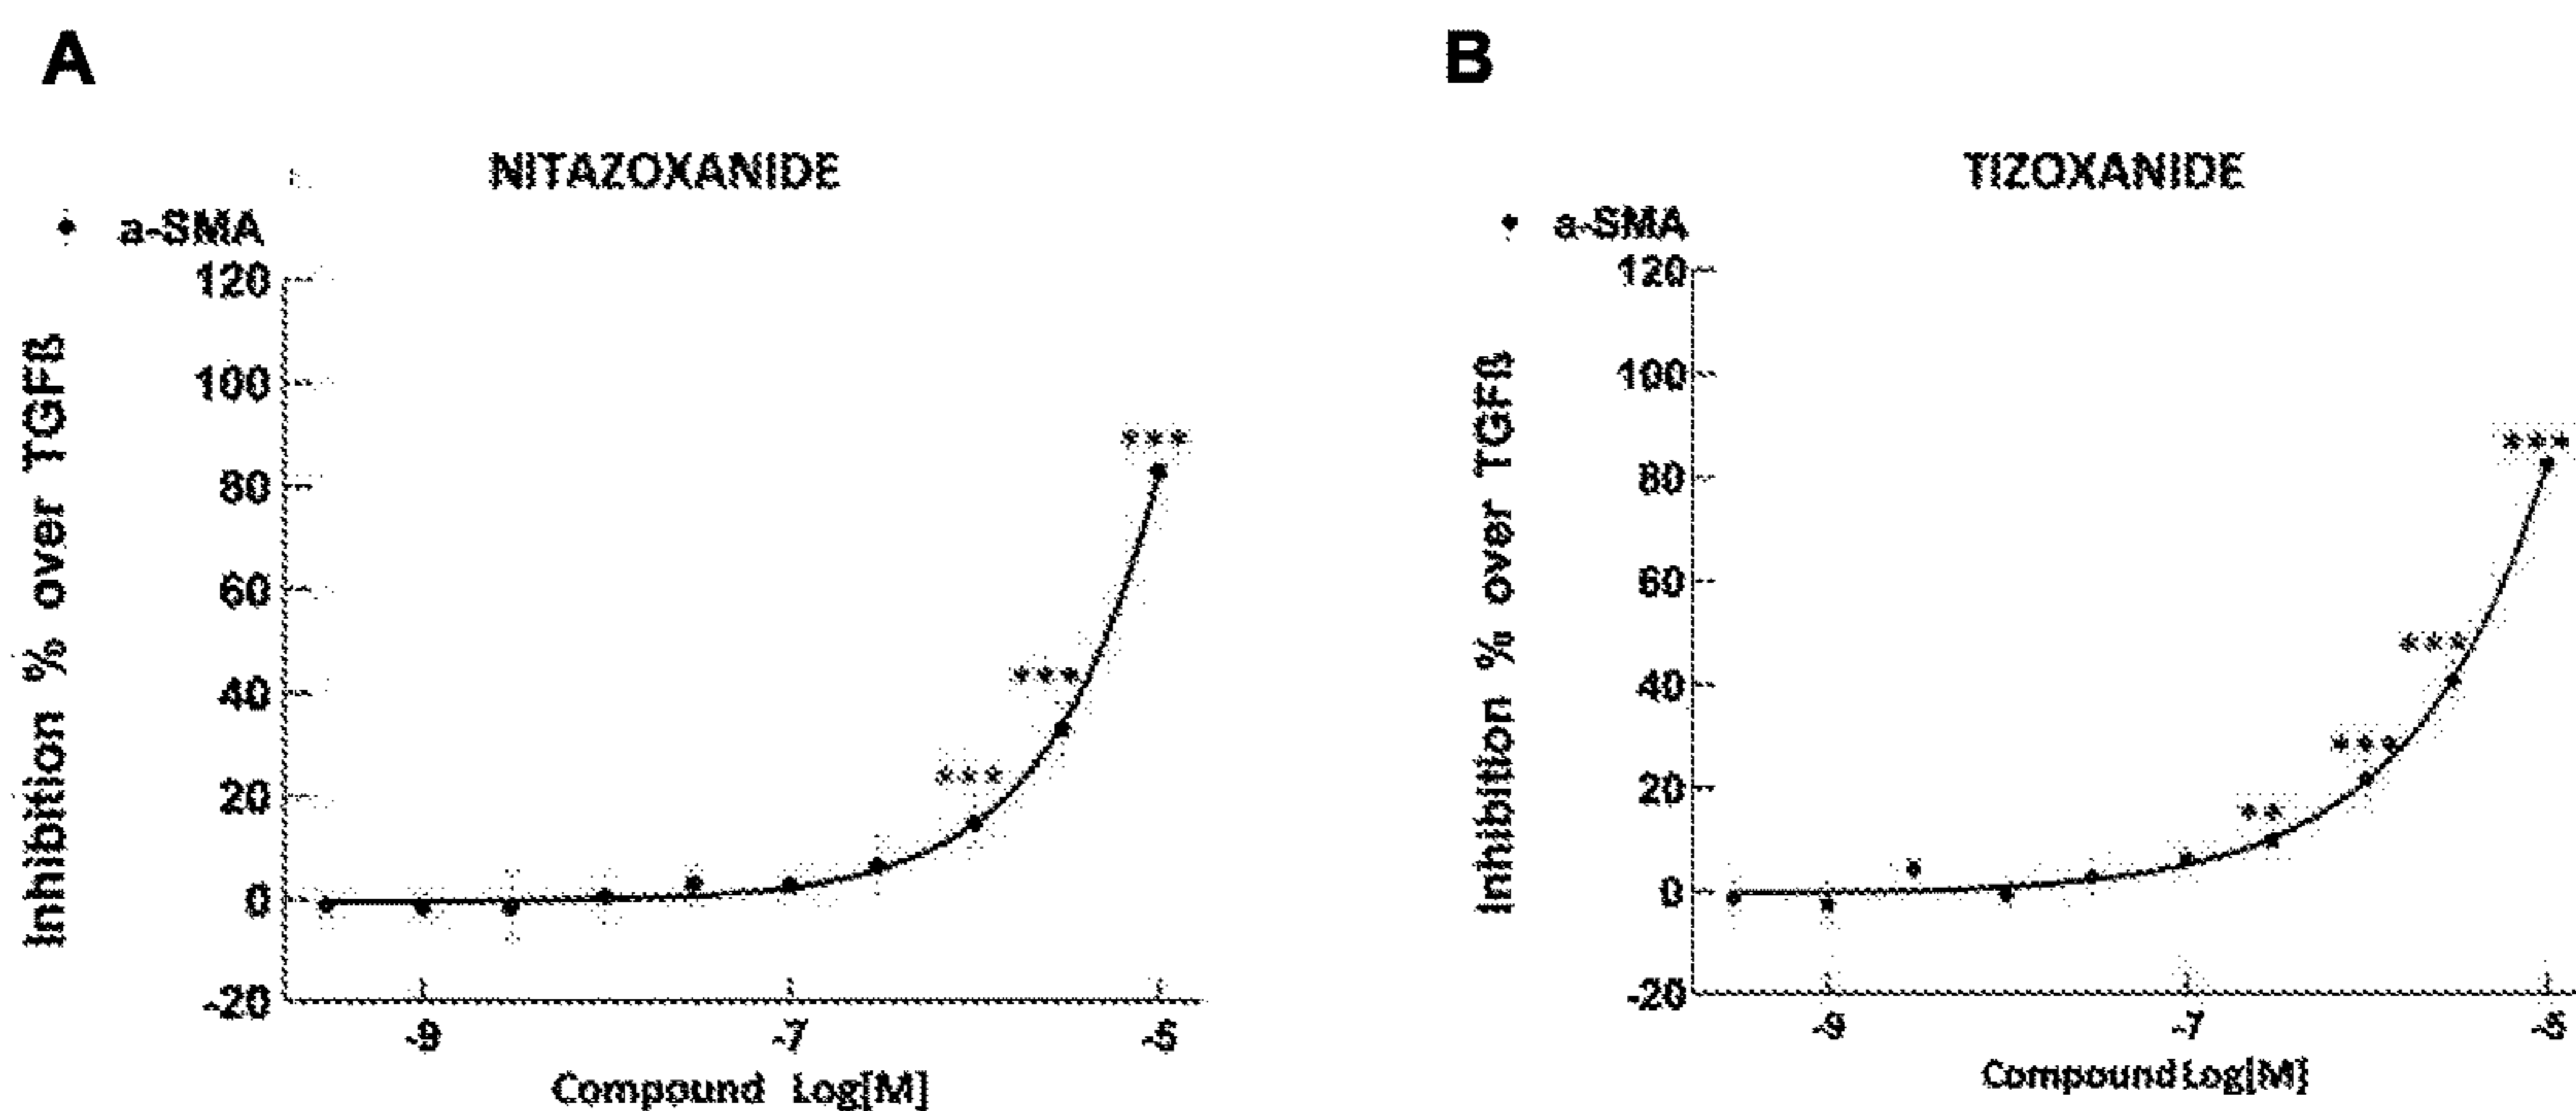 A
NITAZOXANIDE
a-SMA
120
100
80
60
40
20
0
-20
Inhibition % over TGFß
***
***
***
-9
-7
-5
Compound Log[M]
B
TIZOXANIDE
a-SMA
120
100
80
60
40
20
0
-20
Inhibition % over TGFß
**
***
***
***
-9
-7
Compound Log[M]